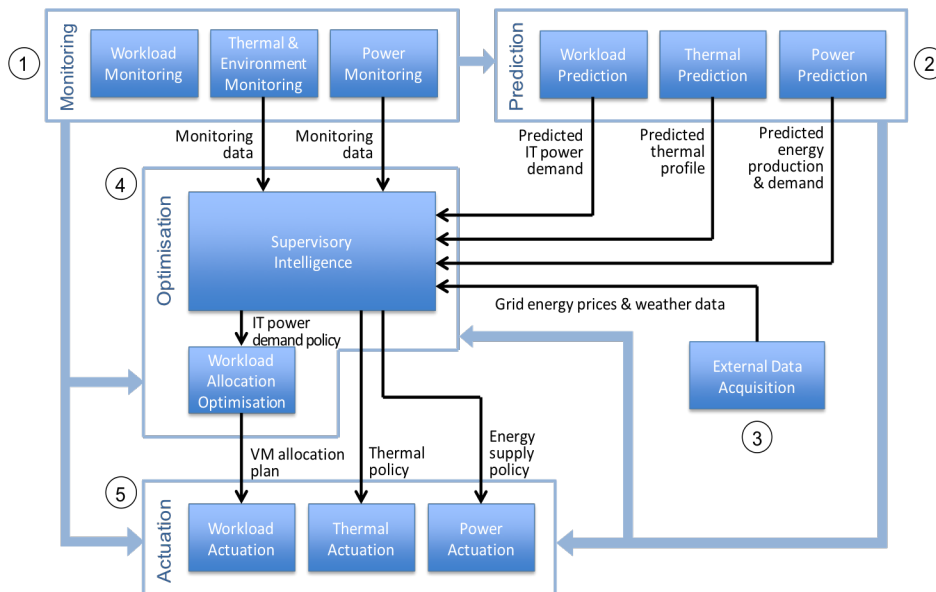 1
Monitoring
Workload
Monitoring
Thermal &
Environment
Monitoring
Power
Monitoring
Prediction
Workload
Prediction
Thermal
Prediction
Power
Prediction
2
Monitoring
data
Monitoring
data
Predicted
IT power
demand
Predicted
thermal
profile
Predicted
energy
production
& demand
4
Optimisation
Supervisory
Intelligence
Grid energy prices & weather data
IT power
demand policy
Workload
Allocation
Optimisation
External Data
Acquisition
3
VM allocation
plan
Thermal
policy
Energy
supply
policy
5
Actuation
Workload
Actuation
Thermal
Actuation
Power
Actuation